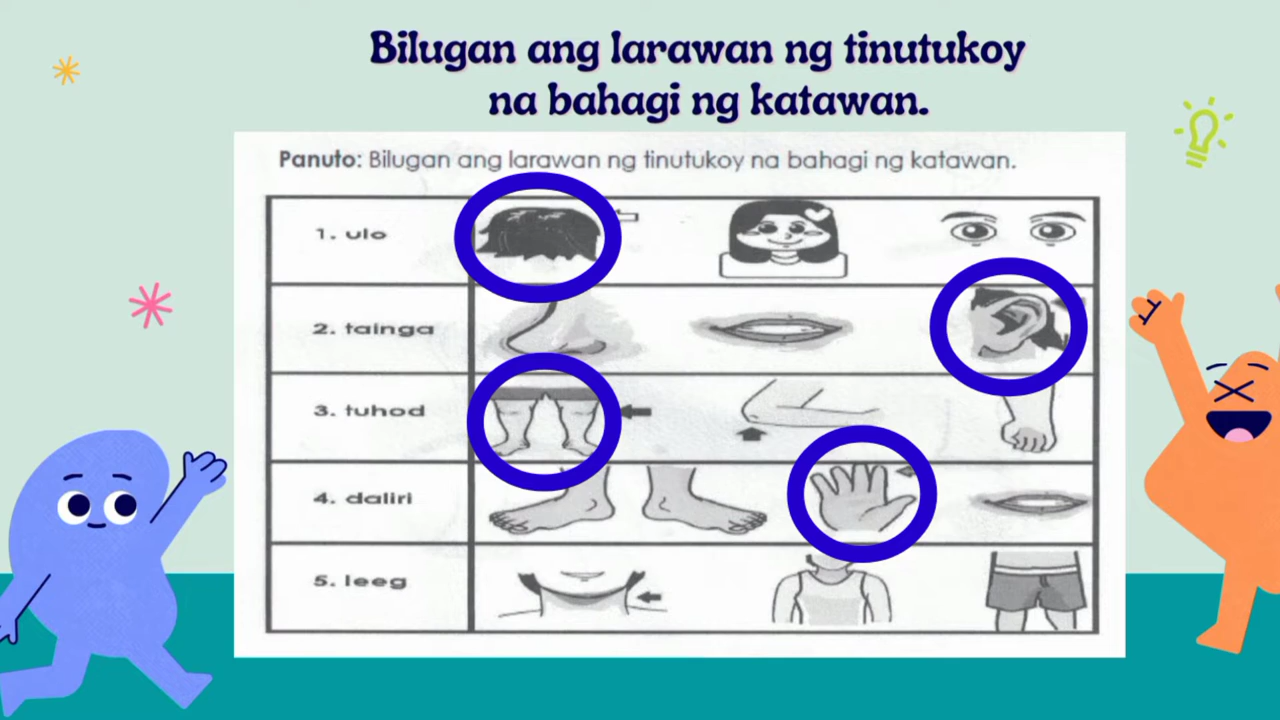 Bilugan ang larawan ng tinutukoy
na bahagi ng katawan.
Panuto: Bilugan ang larawan ng tinutukoy na bahagi ng katawan.
1. ulo
2. tainga
3. tuhod
4. daliri
5. leeg